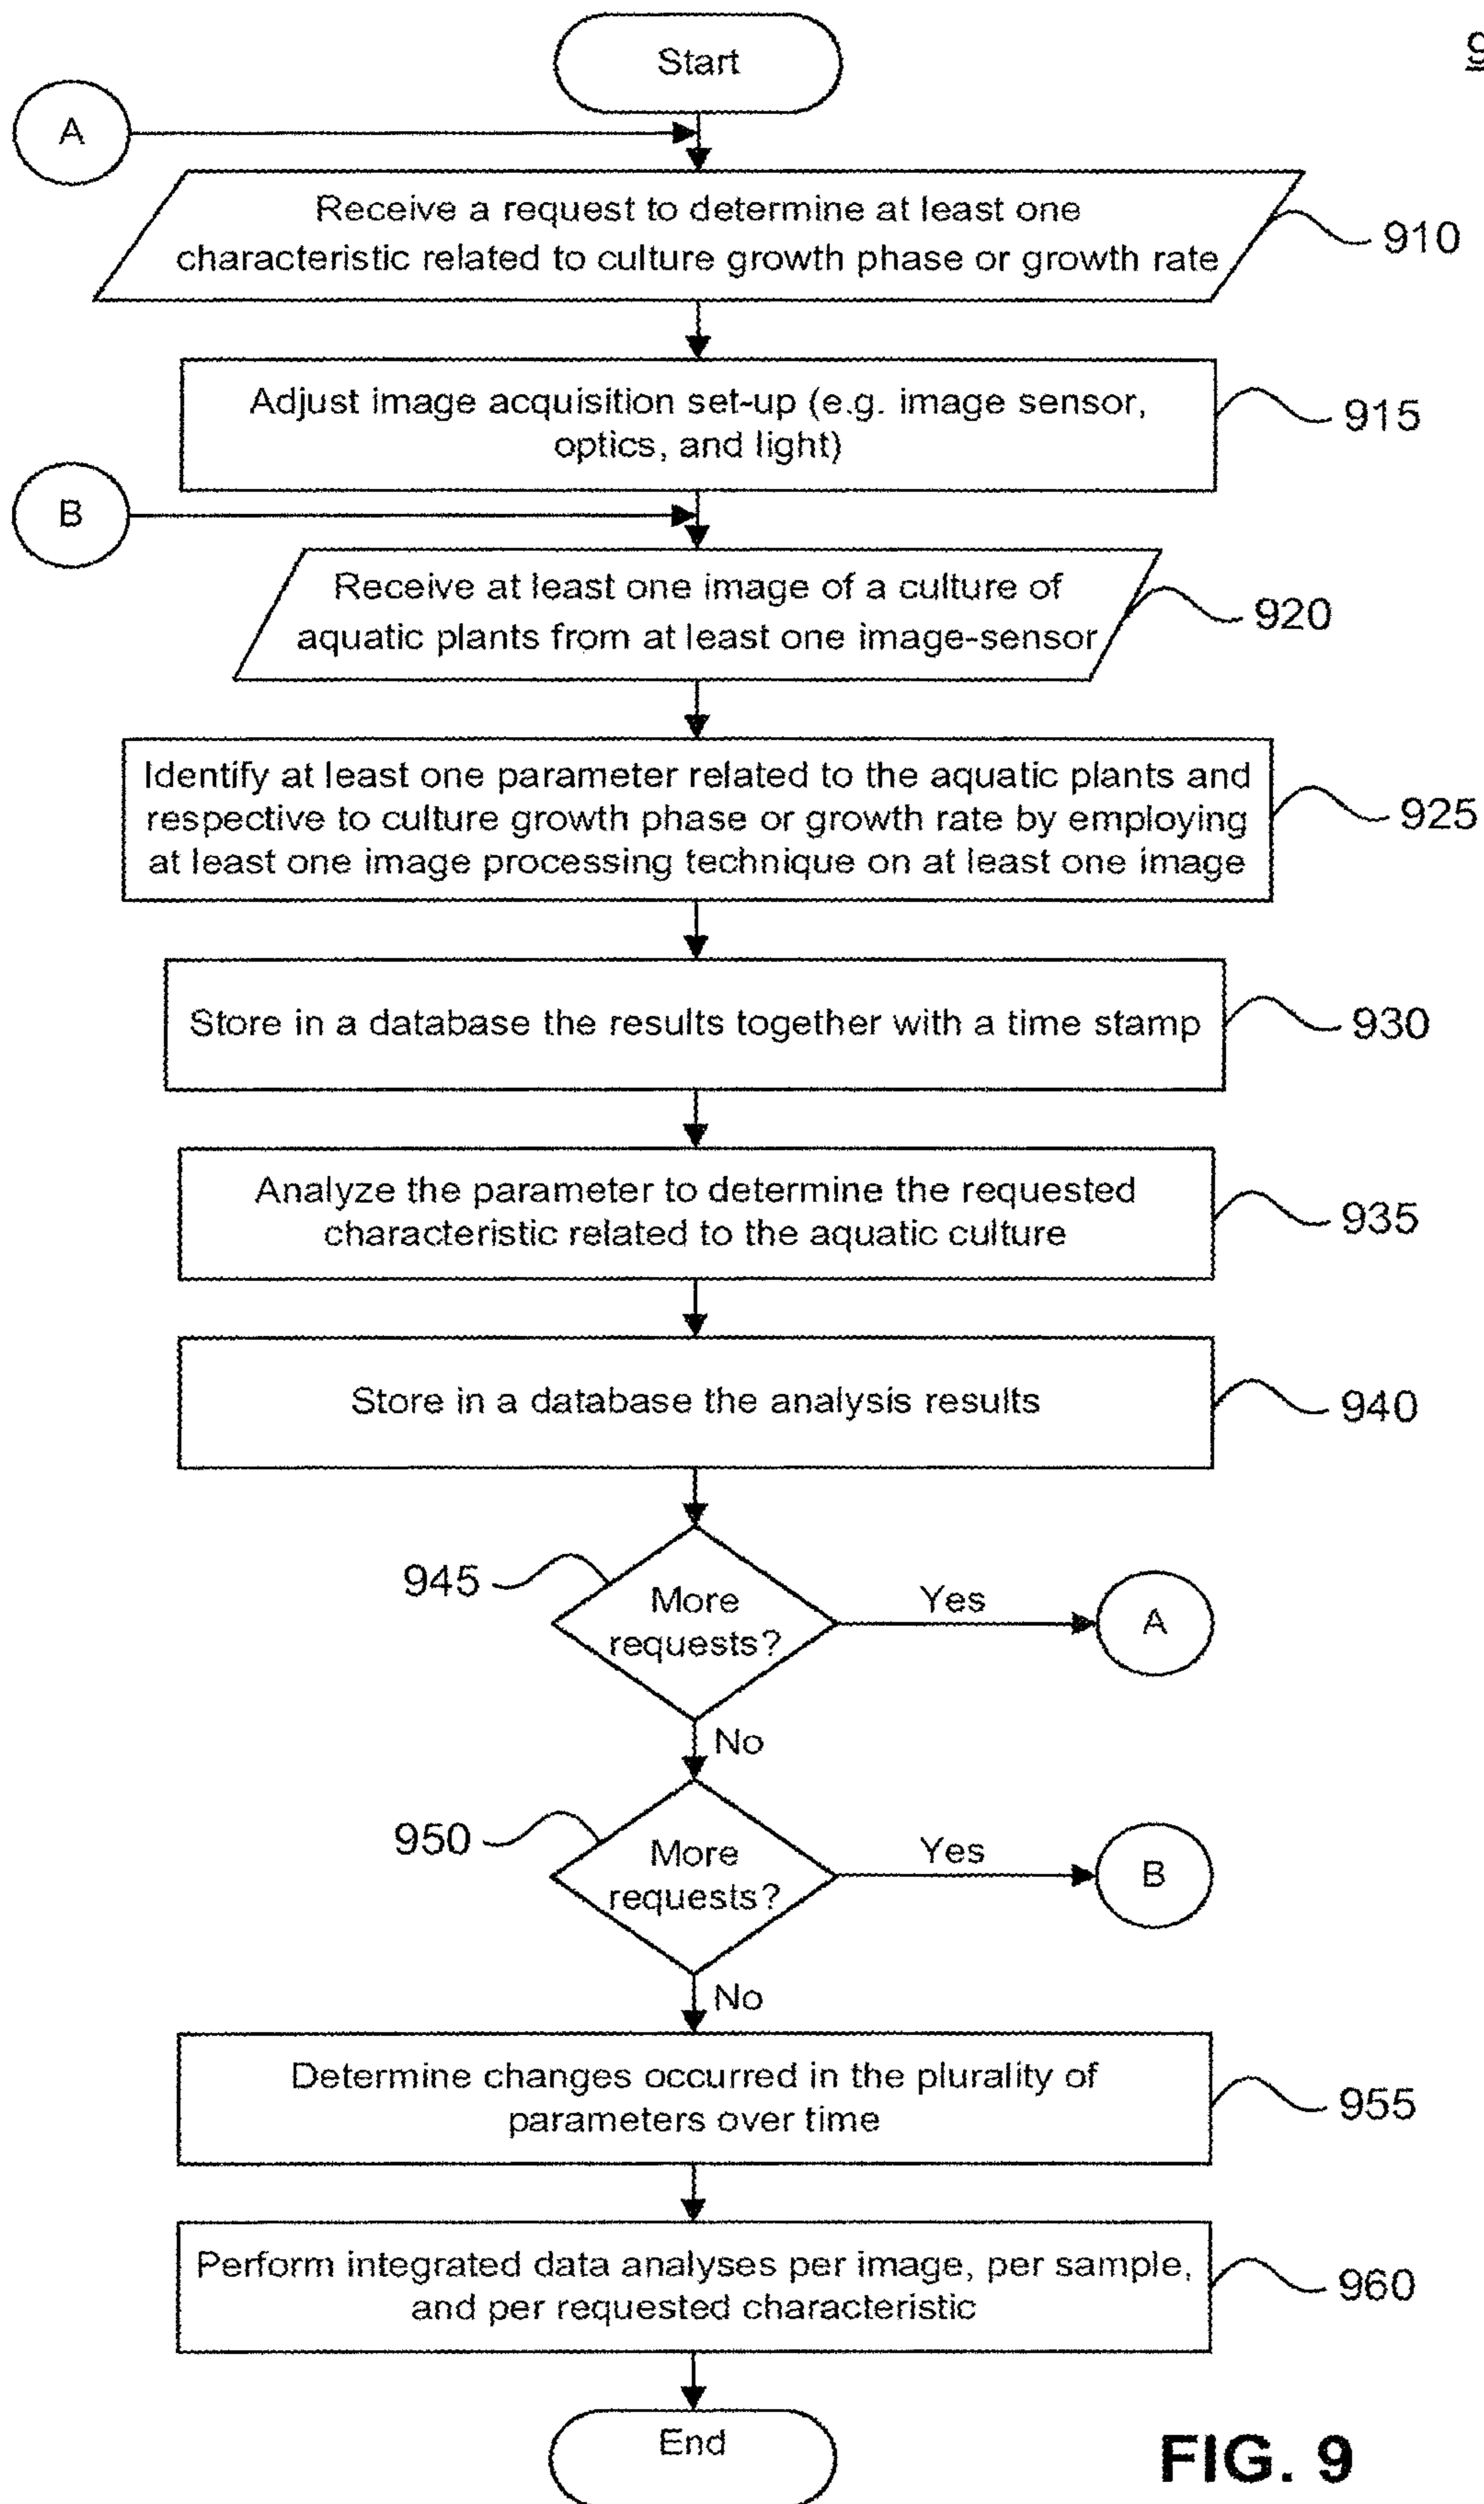 Start
9
A
Receive a request to determine at least one
characteristic related to culture growth phase or growth rate
910
Adjust image acquisition set-up (e.g. image sensor,
optics, and light)
915
B
Receive at least one image of a culture of
aquatic plants from at least one image-sensor
920
Identify at least one parameter related to the aquatic plants and
respective to culture growth phase or growth rate by employing
at least one image processing technique on at least one image
925
Store in a database the results together with a time stamp
930
Analyze the parameter to determine the requested
characteristic related to the aquatic culture
935
Store in a database the analysis results
940
945
More
requests?
Yes
A
No
950
More
requests?
Yes
B
No
Determine changes occurred in the plurality of
parameters over time
955
Perform integrated data analyses per image, per sample,
and per requested characteristic
960
End
FIG. 9